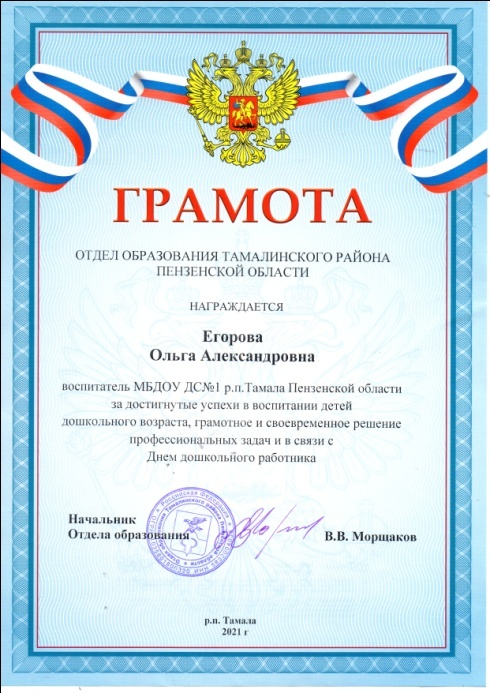 ГРАМОТА
ОТДЕЛ ОБРАЗОВАНИЯ ТАМАЛИНСКОГО РАЙОНА
ПЕНЗЕНСКОЙ ОБЛАСТИ
НАГРАЖДАЕТСЯ
Егорова
Ольга Александровна
воспитатель МБДОУ ДС№1 р.п.Тамала Пензенской области
за достигнутые успехи в воспитании детей
дошкольного возраста, грамотное и своевременное решение
профессиональных задач и в связи с
Днем дошкольного работника
Начальник
Отдела образования
В.В. Морщаков
р.п. Тамала
2021 г